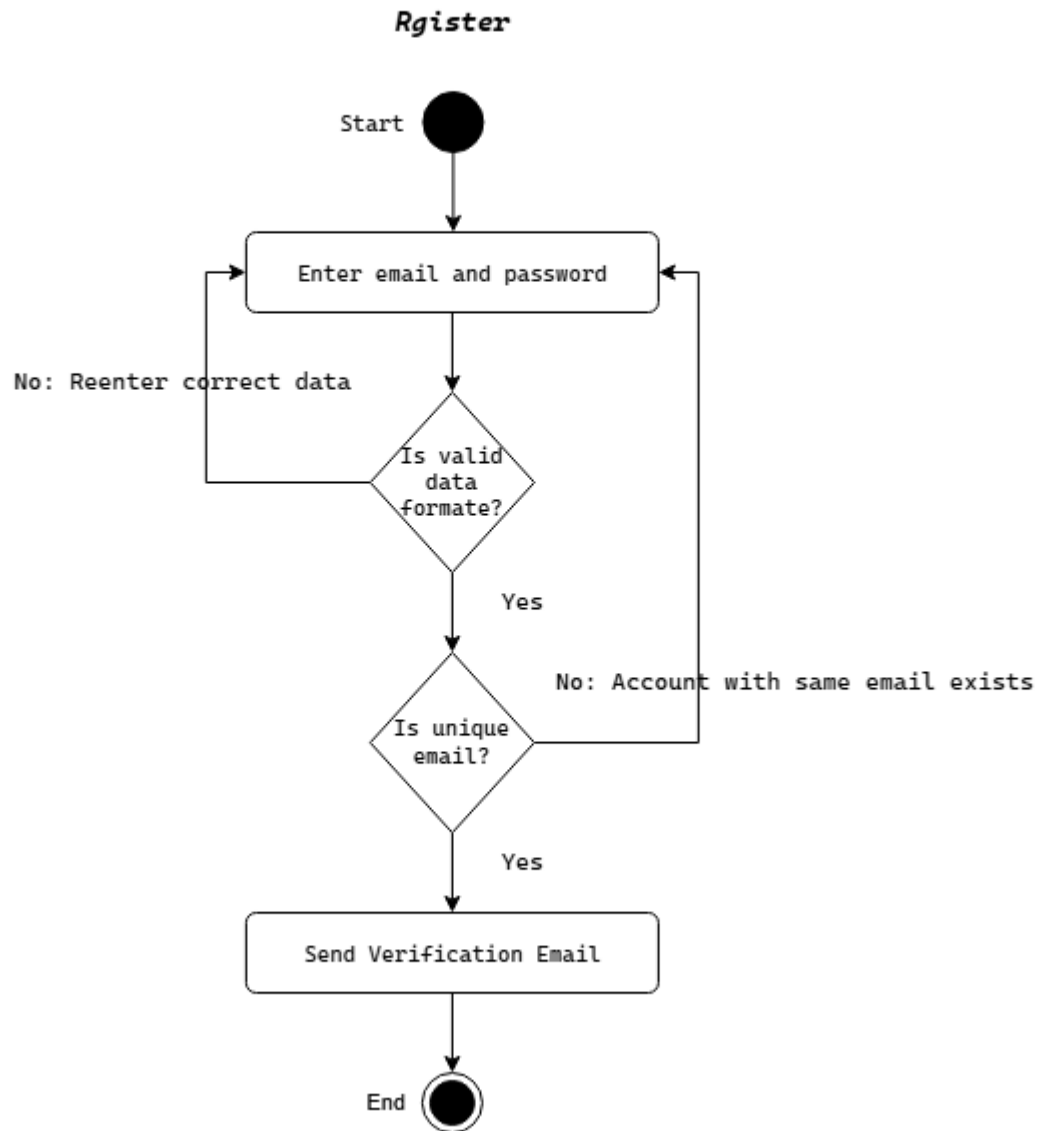 Rgister
Start
Enter email and password
No: Reenter correct data
Is valid
data
formate?
Yes
No: Account with same email exists
Is unique
email?
Yes
Send Verification Email
End